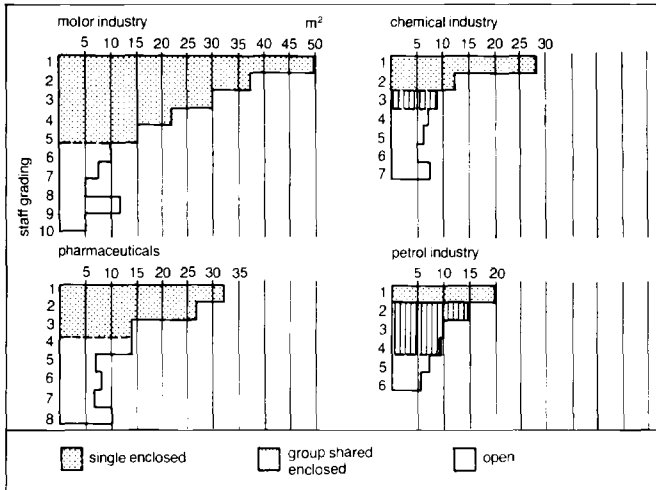 motor industry m²
5 10 15 20 25 30 35 40 45 50
1
2
3
4
5
6
7
8
9
10
staff grading
chemical industry
5 10 15 20 25 30
1
2
3
4
5
6
7
pharmaceuticals
5 10 15 20 25 35
1
2
3
4
5
6
7
8
petrol industry
5 10 15 20
1
2
3
4
6
single enclosed
group shared
enclosed
open